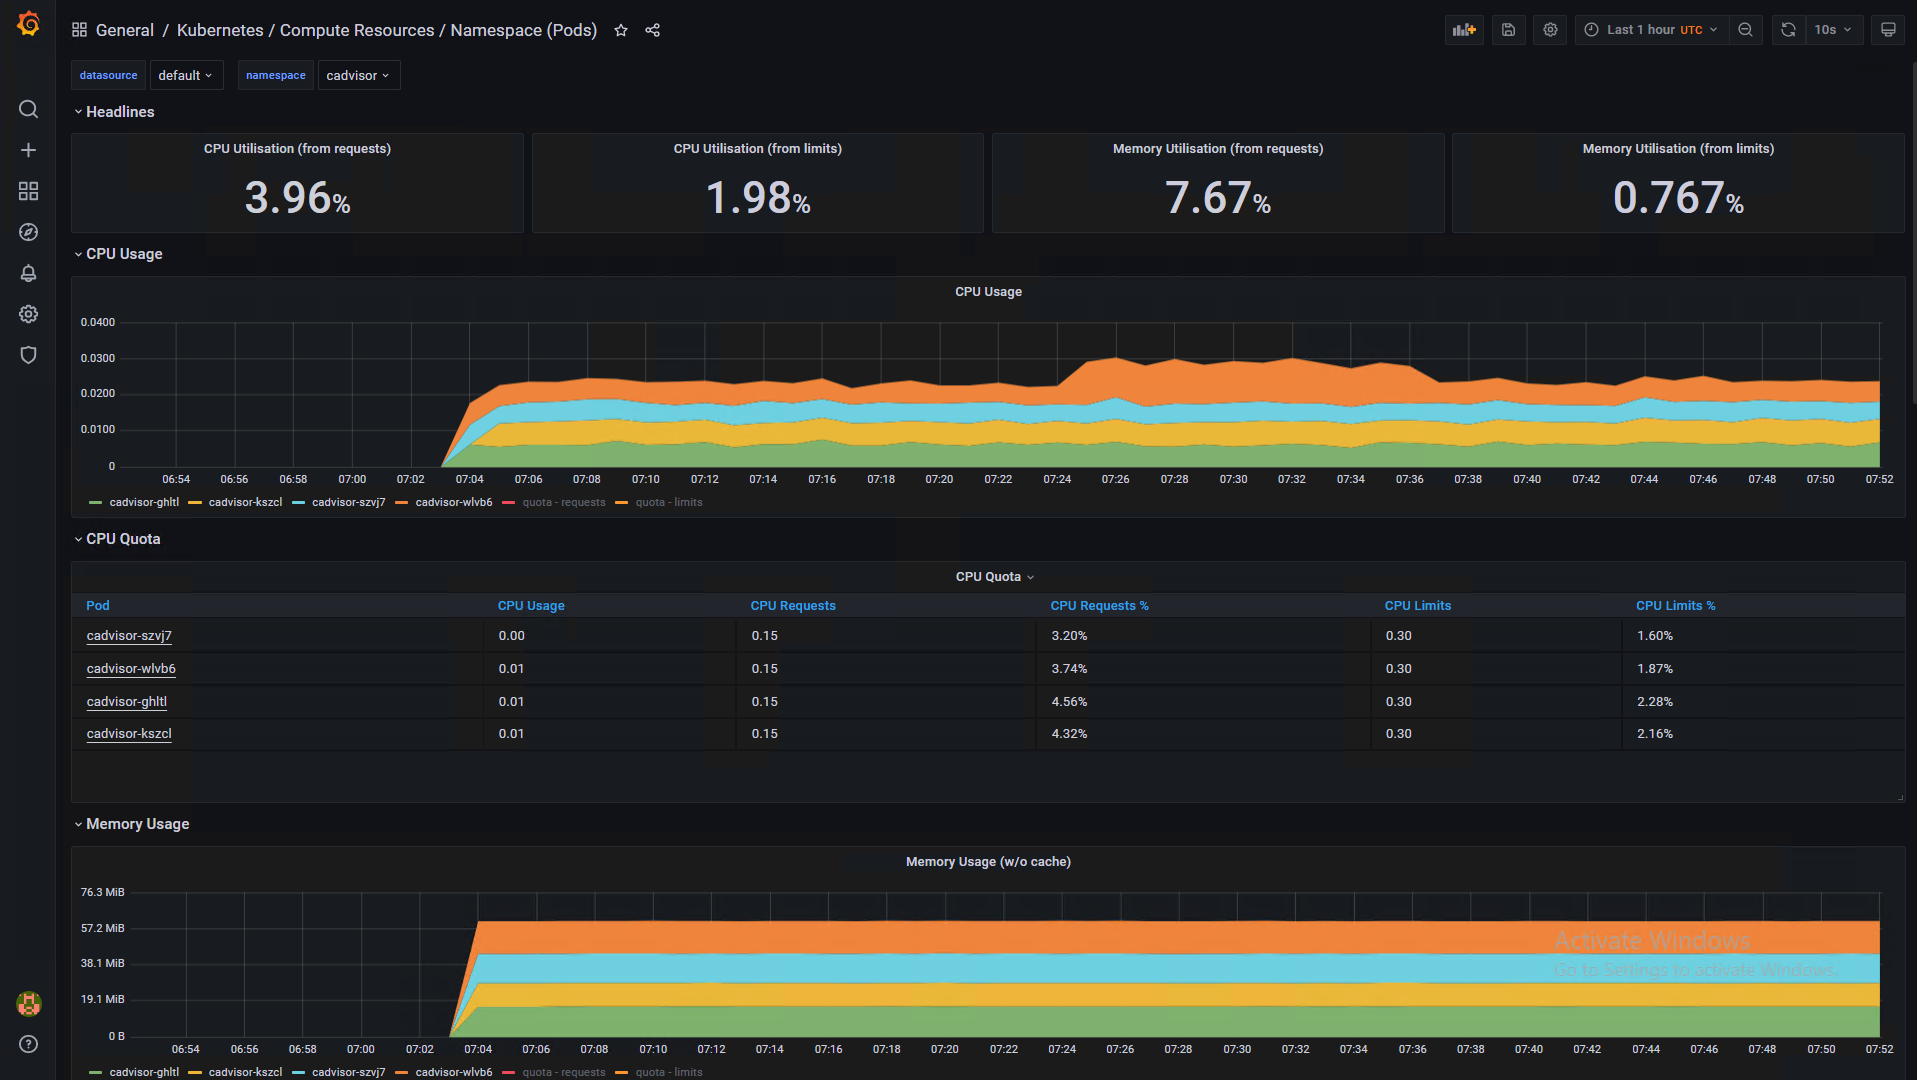 General / Kubernetes / Compute Resources / Namespace (Pods) Last 1 hour UTC 10s
datasource default namespace cadvisor
Headlines
CPU Utilisation (from requests) CPU Utilisation (from limits) Memory Utilisation (from requests) Memory Utilisation (from limits)
3.96% 1.98% 7.67% 0.767%
CPU Usage
CPU Usage
0.0400
0.0300
0.0200
0.0100
0
06:54 06:56 06:58 07:00 07:02 07:04 07:06 07:08 07:10 07:12 07:14 07:16 07:18 07:20 07:22 07:24 07:26 07:28 07:30 07:32 07:34 07:36 07:38 07:40 07:42 07:44 07:46 07:48 07:50 07:52
cadvisor-ghltl cadvisor-kszcl cadvisor-szvj7 cadvisor-wlvb6 quota - requests quota - limits
CPU Quota
CPU Quota
Pod CPU Usage CPU Requests CPU Requests % CPU Limits CPU Limits %
cadvisor-szvj7 0.00 0.15 3.20% 0.30 1.60%
cadvisor-wlvb6 0.01 0.15 3.74% 0.30 1.87%
cadvisor-ghltl 0.01 0.15 4.56% 0.30 2.28%
cadvisor-kszcl 0.01 0.15 4.32% 0.30 2.16%
Memory Usage
Memory Usage (w/o cache)
76.3 MiB
57.2 MiB
38.1 MiB
19.1 MiB
0 B
Activate Windows
Go to Settings to activate Windows.
06:54 06:56 06:58 07:00 07:02 07:04 07:06 07:08 07:10 07:12 07:14 07:16 07:18 07:20 07:22 07:24 07:26 07:28 07:30 07:32 07:34 07:36 07:38 07:40 07:42 07:44 07:46 07:48 07:50 07:52
cadvisor-ghltl cadvisor-kszcl cadvisor-szvj7 cadvisor-wlvb6 quota - requests quota - limits